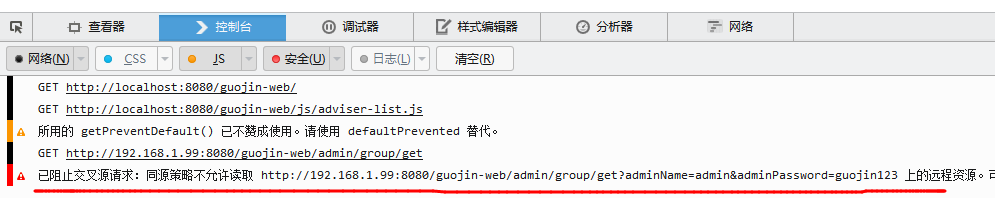 查看器 控制台 调试器 样式编辑器 分析器 网络
网络(N) CSS JS 安全(U) 日志(L) 清空(R)
GET http://localhost:8080/guojin-web/
GET http://localhost:8080/guojin-web/js/adviser-list.js
所用的 getPreventDefault() 已不赞成使用。请使用 defaultPrevented 替代。
GET http://192.168.1.99:8080/guojin-web/admin/group/get
已阻止交叉源请求：同源策略不允许读取 http://192.168.1.99:8080/guojin-web/admin/group/get?adminName=admin&adminPassword=guojin123 上的远程资源。可